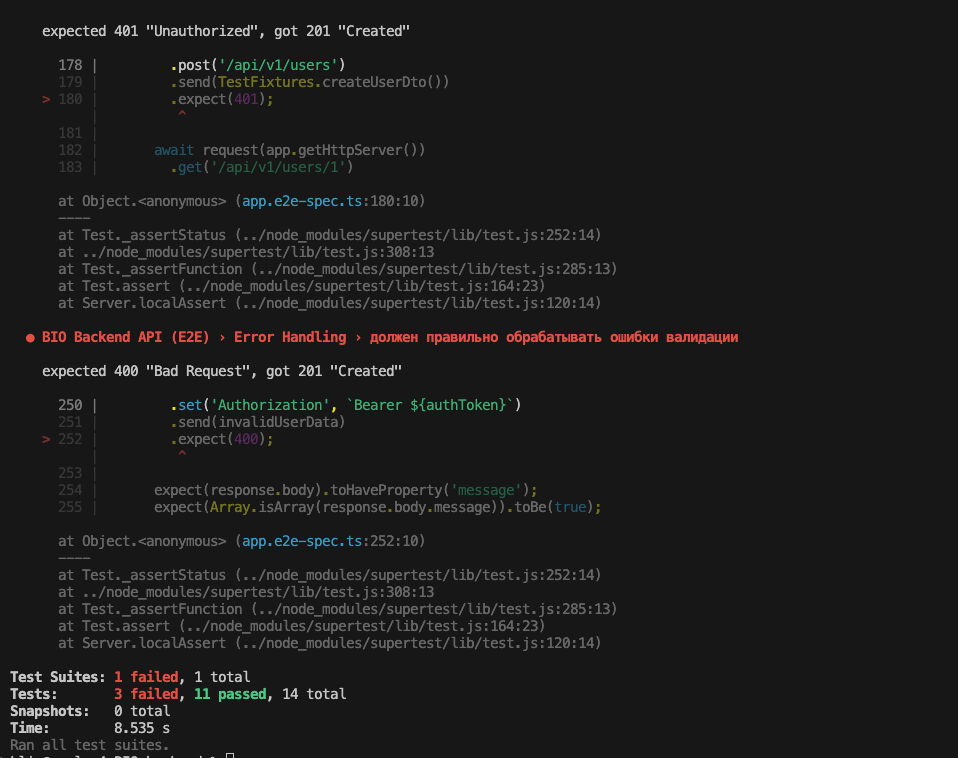 expected 401 "Unauthorized", got 201 "Created"
178 |         .post('/api/v1/users')
179 |         .send(TestFixtures.createUserDto())
> 180 |         .expect(401);
|          ^
181 |
182 |       await request(app.getHttpServer())
183 |         .get('/api/v1/users/1')
at Object.<anonymous> (app.e2e-spec.ts:180:10)
----
at Test._assertStatus (../node_modules/supertest/lib/test.js:252:14)
at ../node_modules/supertest/lib/test.js:308:13
at Test._assertFunction (../node_modules/supertest/lib/test.js:285:13)
at Test.assert (../node_modules/supertest/lib/test.js:164:23)
at Server.localAssert (../node_modules/supertest/lib/test.js:120:14)
● BIO Backend API (E2E) › Error Handling › должен правильно обрабатывать ошибки валидации
expected 400 "Bad Request", got 201 "Created"
250 |         .set('Authorization', `Bearer ${authToken}`)
251 |         .send(invalidUserData)
> 252 |         .expect(400);
|          ^
253 |
254 |       expect(response.body).toHaveProperty('message');
255 |       expect(Array.isArray(response.body.message)).toBe(true);
at Object.<anonymous> (app.e2e-spec.ts:252:10)
----
at Test._assertStatus (../node_modules/supertest/lib/test.js:252:14)
at ../node_modules/supertest/lib/test.js:308:13
at Test._assertFunction (../node_modules/supertest/lib/test.js:285:13)
at Test.assert (../node_modules/supertest/lib/test.js:164:23)
at Server.localAssert (../node_modules/supertest/lib/test.js:120:14)
Test Suites: 1 failed, 1 total
Tests:       3 failed, 11 passed, 14 total
Snapshots:   0 total
Time:        8.535 s
Ran all test suites.